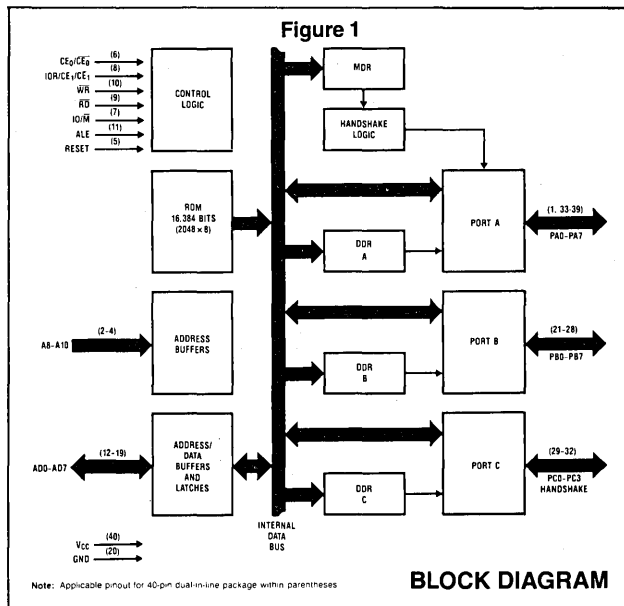 Figure 1
CE₀/C̅E̅₀ (6)
IOR/CE₁/CE₁ (8)
W̅R̅ (10)
R̅D̅ (9)
IO/M̅ (7)
ALE (11)
RESET (5)
CONTROL
LOGIC
MDR
HANDSHAKE
LOGIC
ROM
16.384 BITS
(2048 × 8)
PORT A
(1, 33-39)
PA0-PA7
DDR
A
A8-A10
(2-4)
ADDRESS
BUFFERS
PORT B
(21-28)
PB0-PB7
DDR
B
AD0-AD7
(12-19)
ADDRESS/
DATA
BUFFERS
AND
LATCHES
PORT C
(29-32)
PC0-PC3
HANDSHAKE
DDR
C
INTERNAL
DATA
BUS
VCC (40)
GND (20)
Note: Applicable pinout for 40-pin dual-in-line package within parentheses
BLOCK DIAGRAM